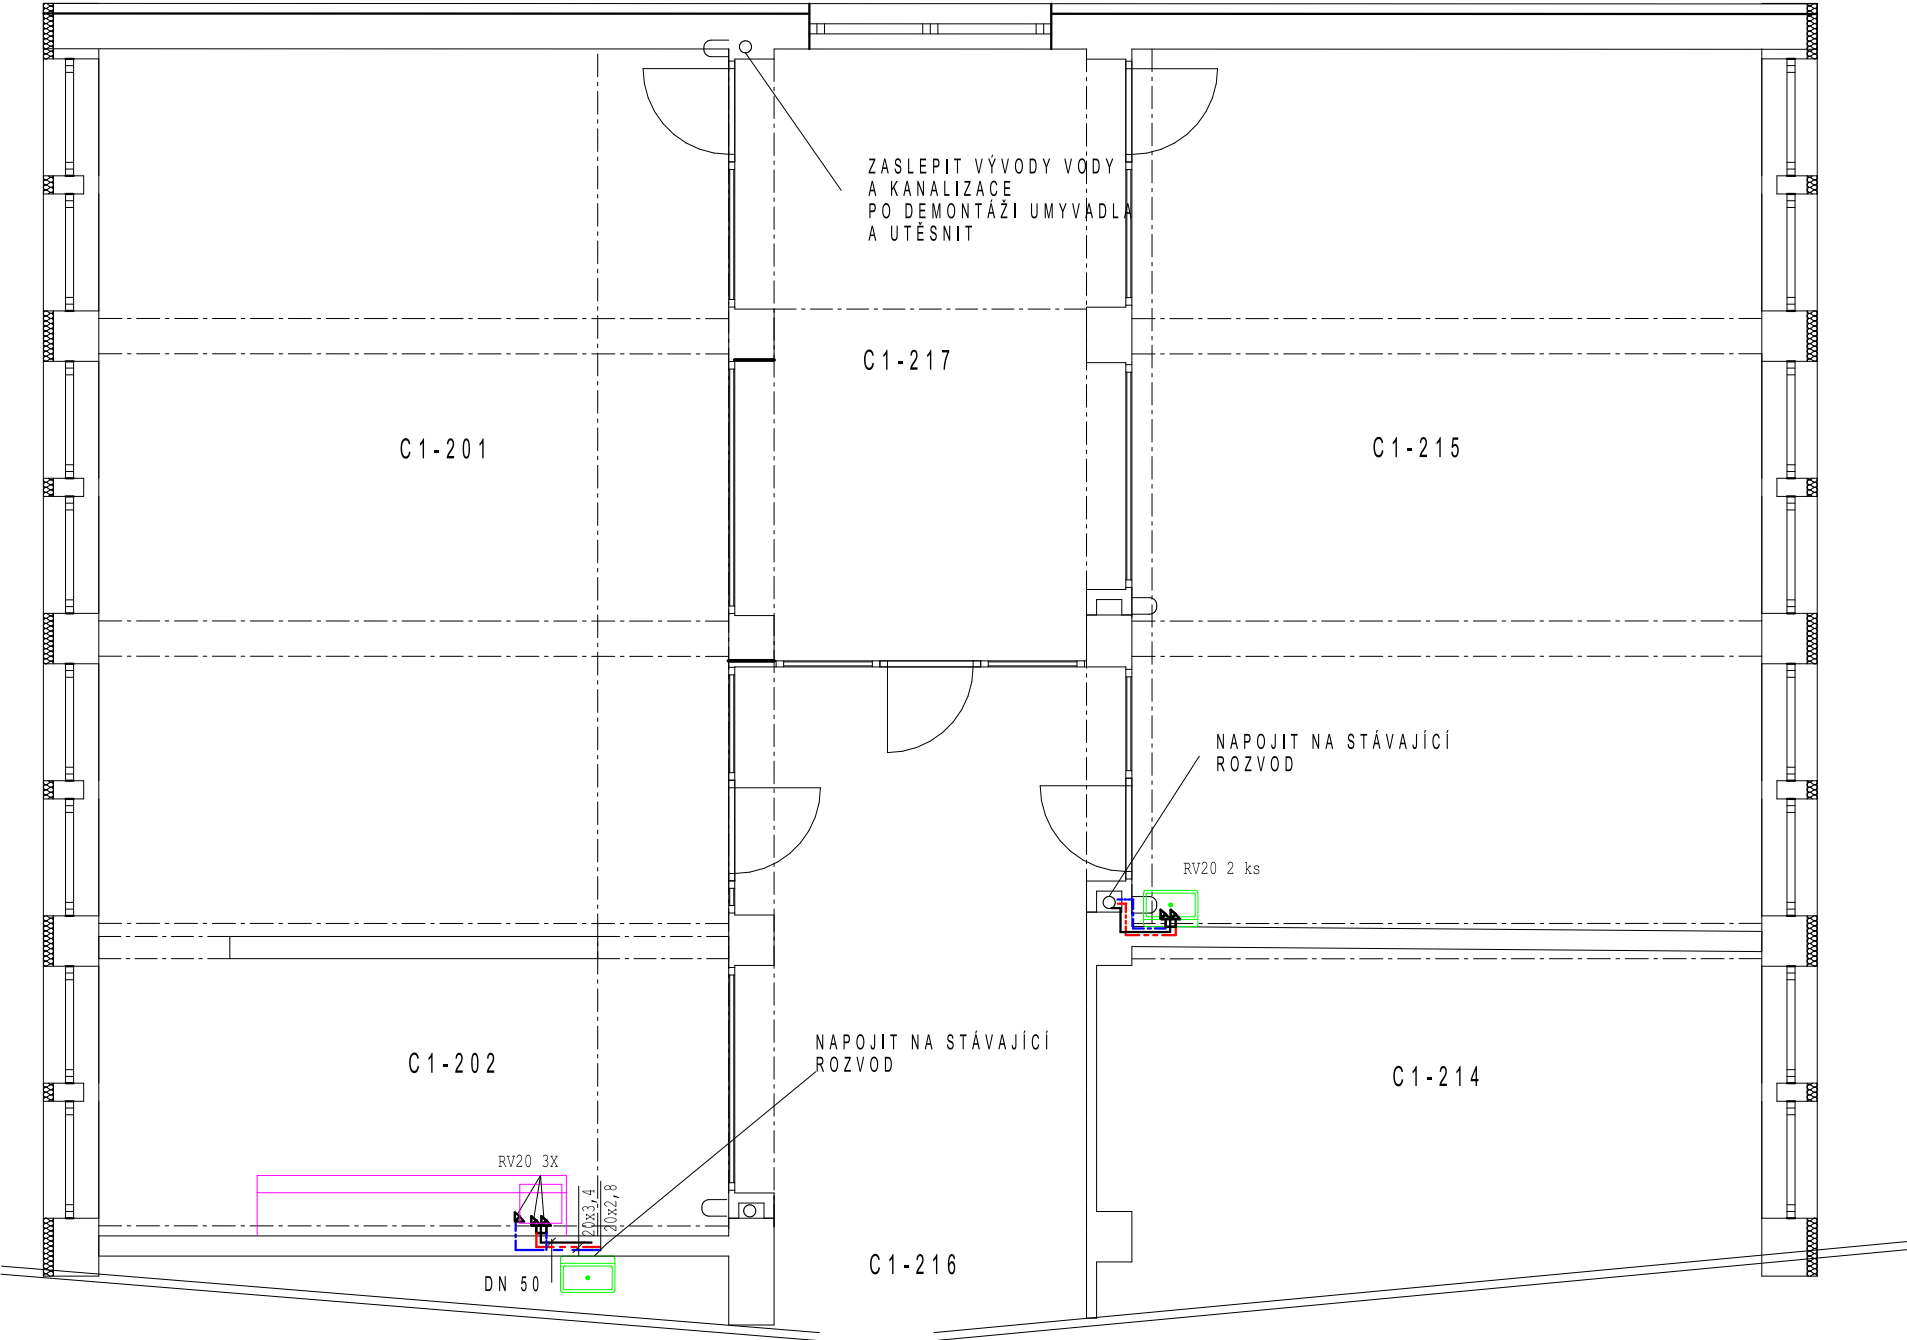 ZASLEPIT VÝVODY VODY
A KANALIZACE
PO DEMONTÁŽI UMYVADLA
A UTĚSNIT
C1-217
C1-201
C1-215
NAPOJIT NA STÁVAJÍCÍ
ROZVOD
RV20 2 ks
NAPOJIT NA STÁVAJÍCÍ
ROZVOD
C1-202
C1-214
RV20 3X
20x3,4
20x2,8
DN 50
C1-216